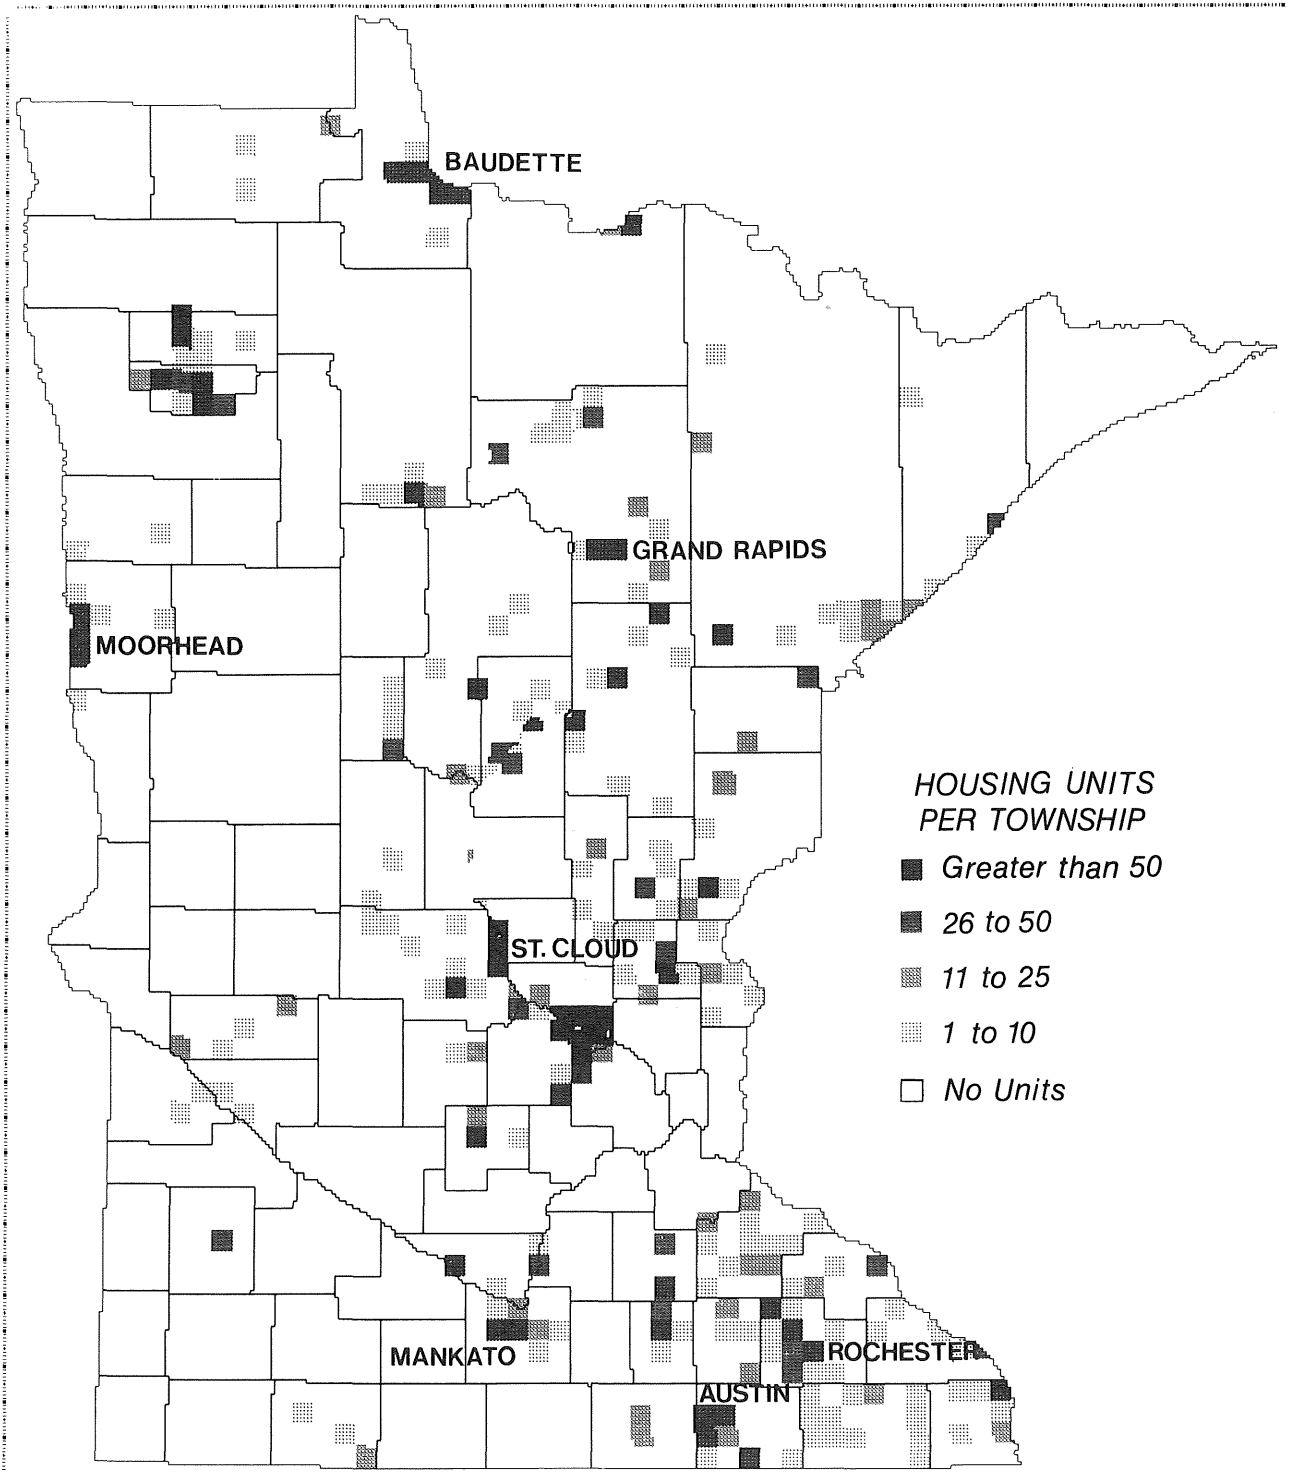 BAUDETTE
GRAND RAPIDS
MOORHEAD
HOUSING UNITS
PER TOWNSHIP
Greater than 50
26 to 50
11 to 25
1 to 10
No Units
ST. CLOUD
MANKATO
ROCHESTER
AUSTIN